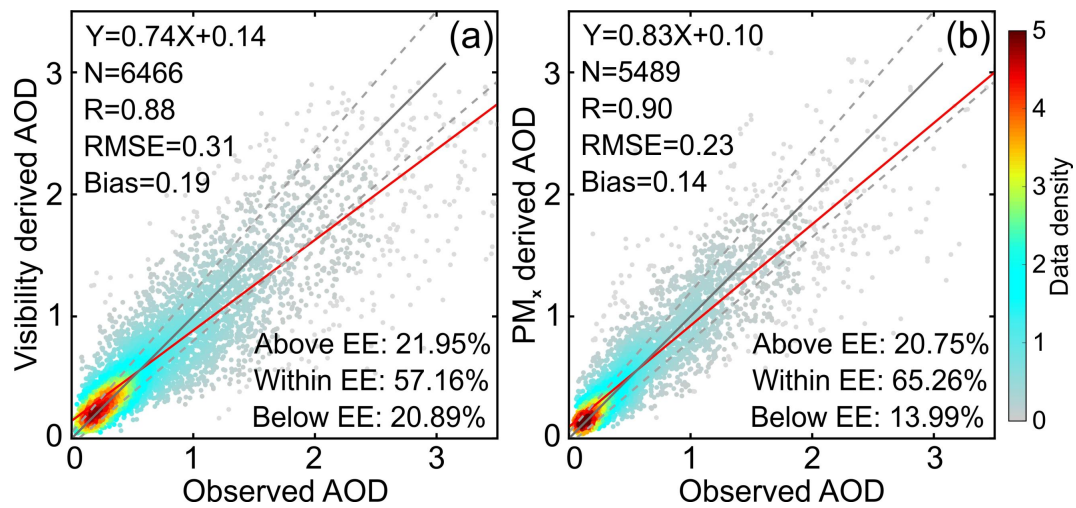 Y=0.74X+0.14
(a)
N=6466
R=0.88
RMSE=0.31
Bias=0.19
Above EE: 21.95%
Within EE: 57.16%
Below EE: 20.89%
Visibility derived AOD
3
2
1
0
0 1 2 3
Observed AOD
Y=0.83X+0.10
(b)
N=5489
R=0.90
RMSE=0.23
Bias=0.14
Above EE: 20.75%
Within EE: 65.26%
Below EE: 13.99%
PMₓ derived AOD
3
2
1
0
0 1 2 3
Observed AOD
5
4
3
2
1
0
Data density